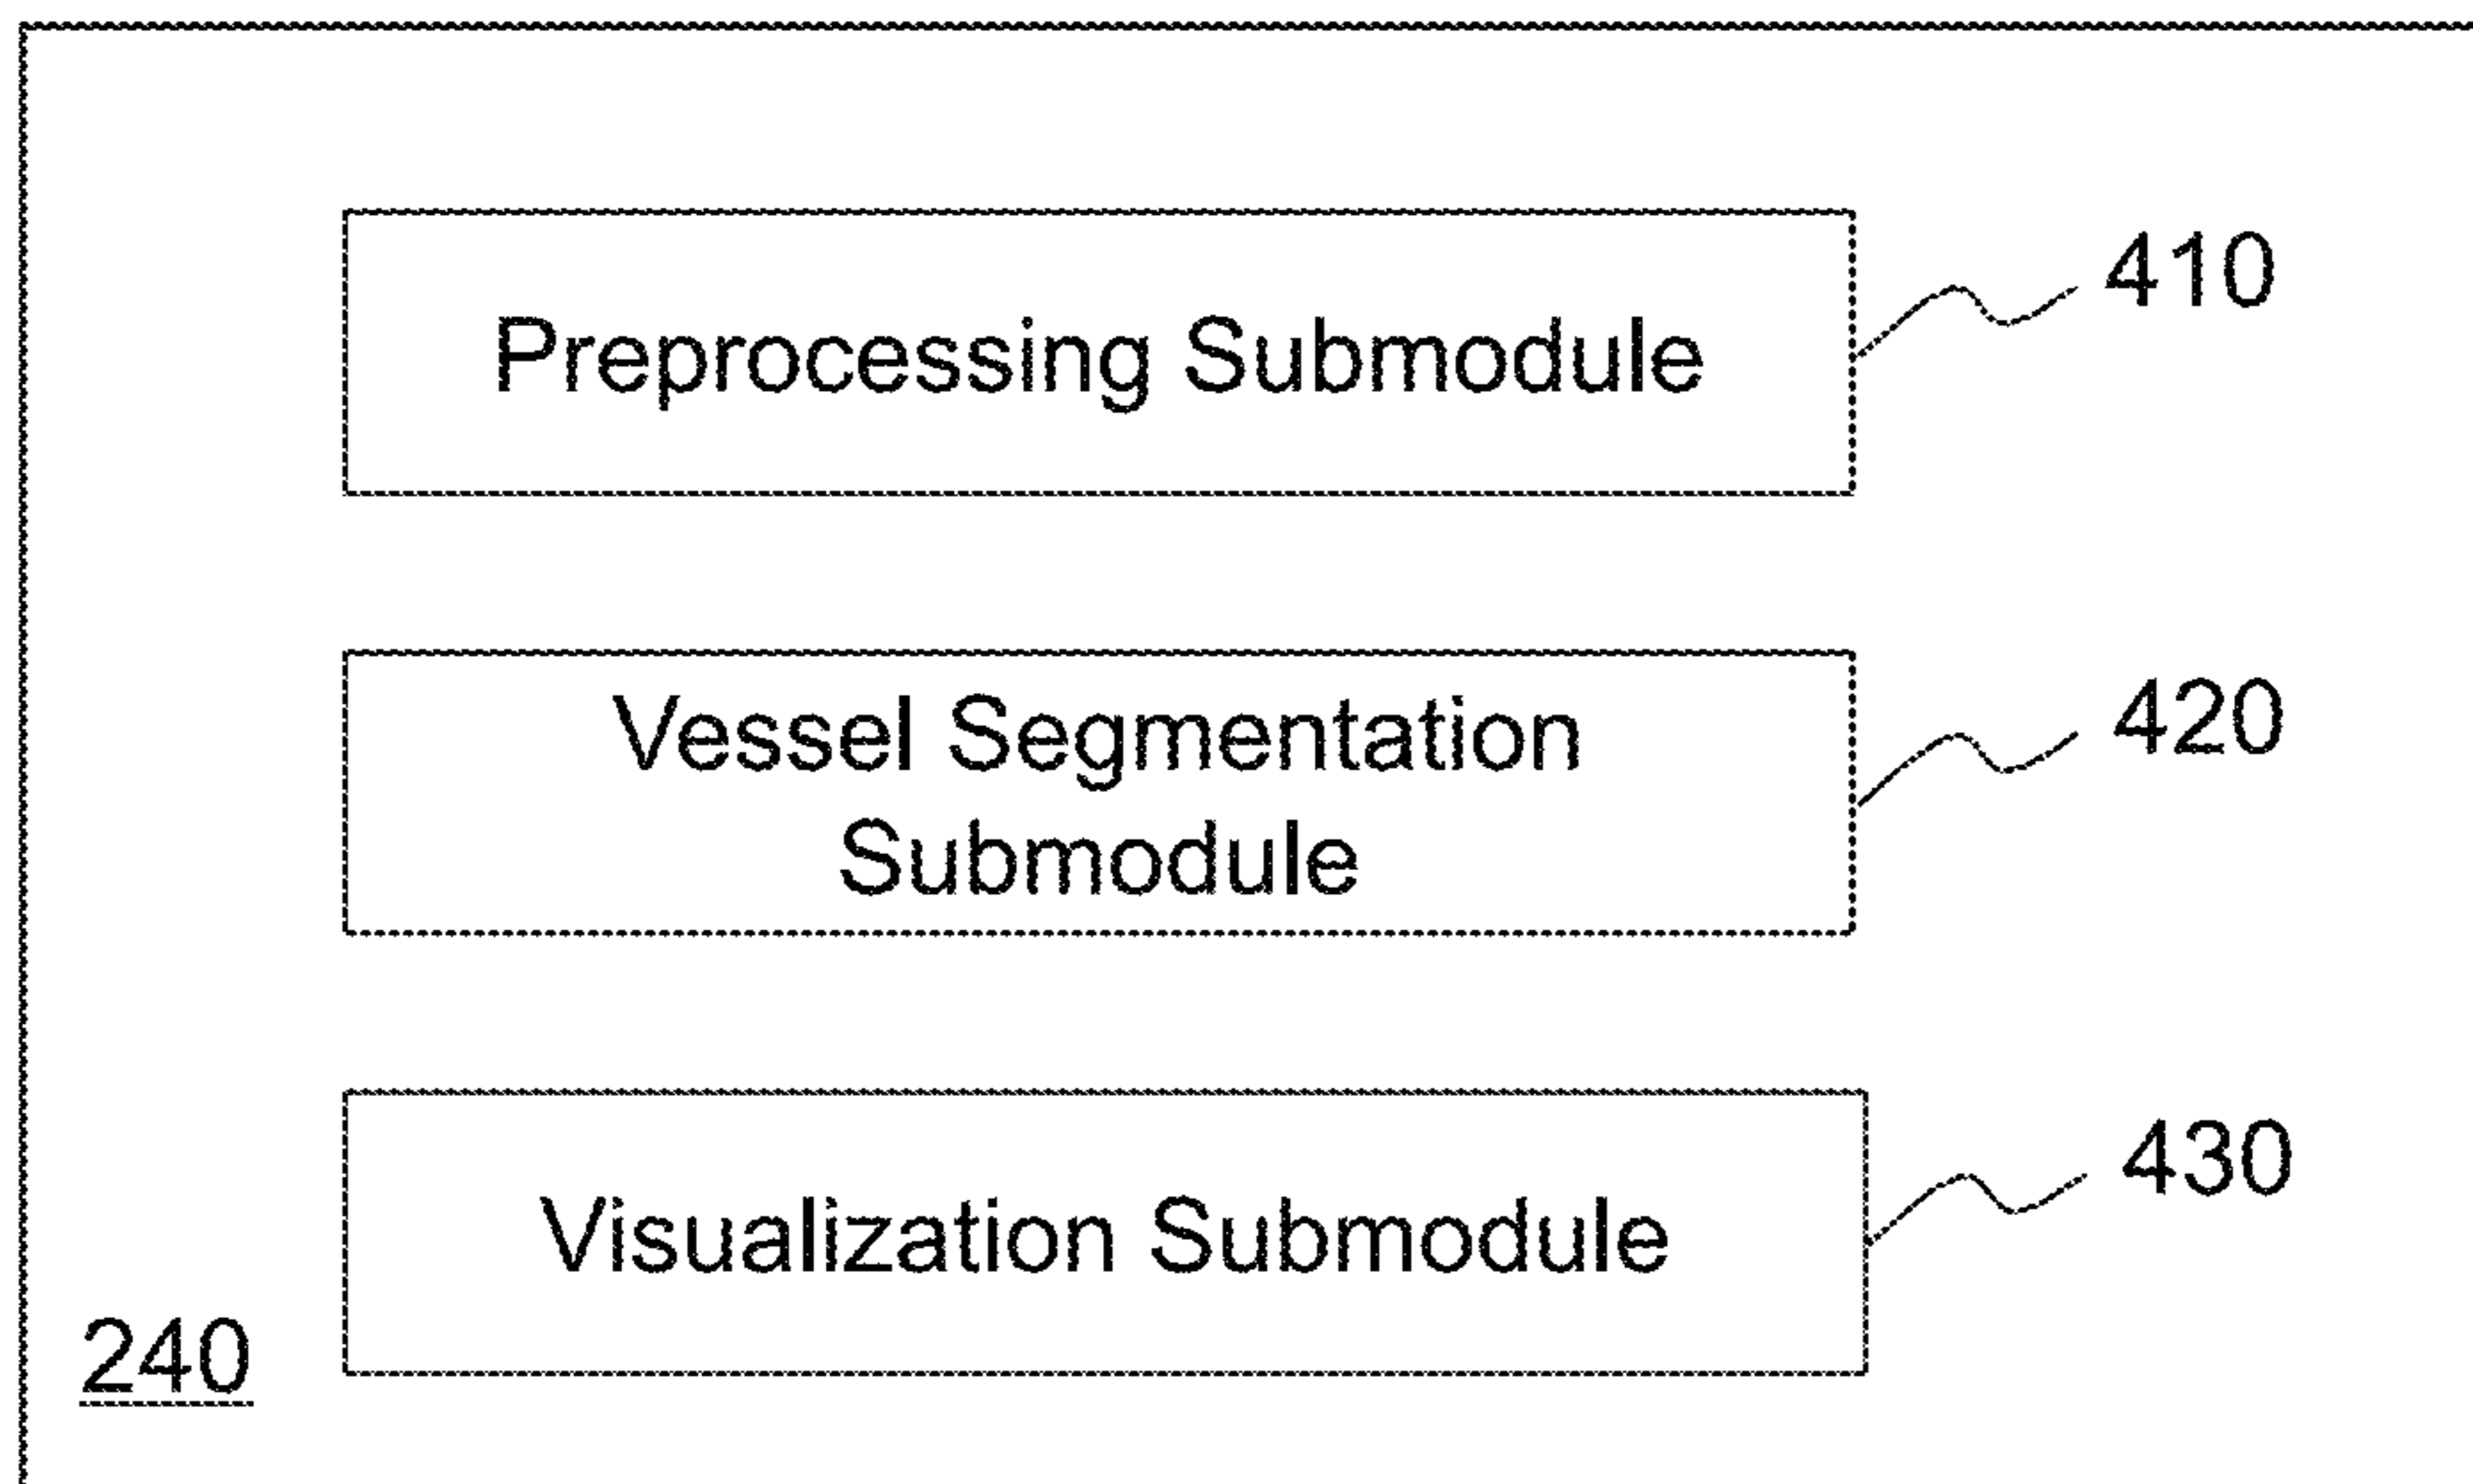 Preprocessing Submodule
410
Vessel Segmentation
Submodule
420
Visualization Submodule
430
240